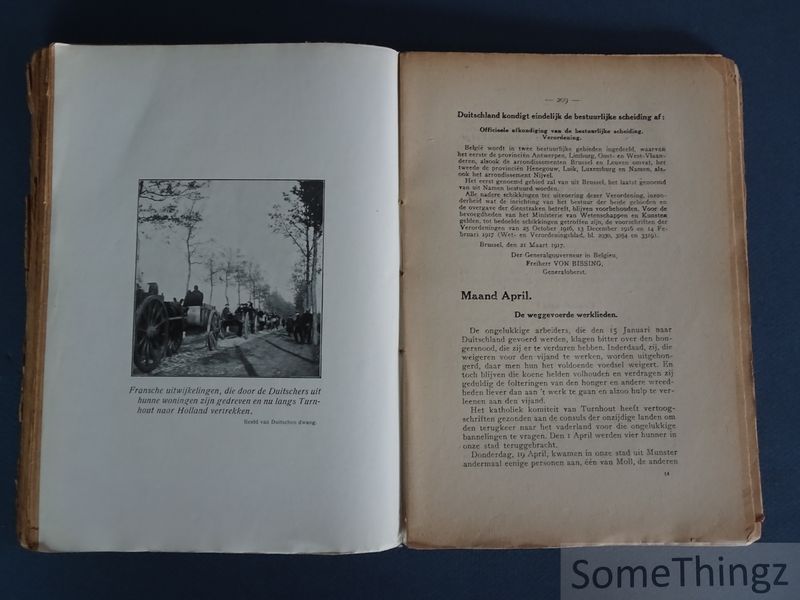 Fransche uitwijkelingen, die door de Duitschers uit
hunne woningen zijn gedreven en nu langs Turn-
hout naar Holland vertrekken.
Beeld van Duitschen dwang.
— 209 —
Duitschland kondigt eindelijk de bestuurlijke scheiding af:
Officieele afkondiging van de bestuurlijke scheiding.
Verordening.
België wordt in twee bestuurlijke gebieden ingedeeld, waarvan
het eerste de provinciën Antwerpen, Limburg, Oost- en West-Vlaan-
deren, alsook de arrondissementen Brussel en Leuven omvat, het
tweede de provinciën Henegouw, Luik, Luxemburg en Namen, als-
ook het arrondissement Nijvel.
Het eerst genoemd gebied zal van uit Brussel, het laatst genoemd
van uit Namen bestuurd worden.
Alle nadere schikkingen ter uitvoering dezer Verordening, inzon-
derheid wat de inrichting van het bestuur der beide gebieden en
de overgave der dienstzaken betreft, blijven voorbehouden. Voor de
bevoegdheden van het Ministerie van Wetenschappen en Kunsten
gelden, tot bedoelde schikkingen getroffen zijn, de voorschriften der
Verordeningen van 25 October 1916, 13 December 1916 en 14 Fe-
bruari 1917 (Wet- en Verordeningsblad, bl. 2930, 3054 en 3329).
Brussel, den 21 Maart 1917.
Der Generalgouverneur in Belgien,
Freiherr VON BISSING,
Generaloberst.
Maand April.
De weggevoerde werklieden.
De ongelukkige arbeiders, die den 15 Januari naar
Duitschland gevoerd werden, klagen bitter over den hon-
gersnood, die zij er te verduren hebben. Inderdaad, zij, die
weigeren voor den vijand te werken, worden uitgehon-
gerd, daar men hun het voldoende voedsel weigert. En
toch blijven die koene helden volhouden en verdragen zij
geduldig de folteringen van den honger en andere wreed-
heden liever dan aan 't werk te gaan en alzoo hulp te ver-
leenen aan den vijand.
Het katholiek komiteit van Turnhout heeft vertoog-
schriften gezonden aan de consuls der onzijdige landen om
den terugkeer naar het vaderland voor die ongelukkige
bannelingen te vragen. Den 1 April werden vier hunner in
onze stad teruggebracht.
Donderdag, 19 April, kwamen in onze stad uit Munster
andermaal eenige personen aan, één van Moll, de anderen
14
SomeThingz